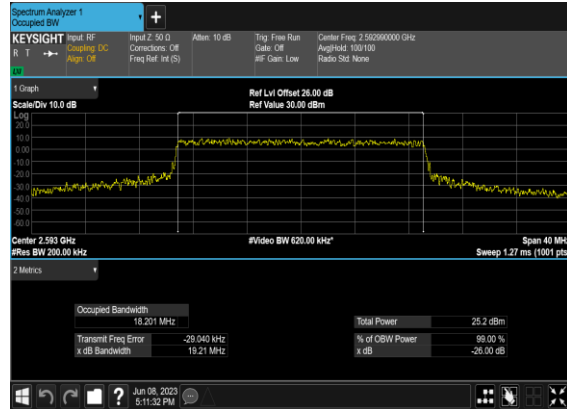 Spectrum Analyzer 1
Occupied BW
+
KEYSIGHT
R T
Input: RF
Coupling: DC
Align: Off
Input Z: 50 Ω
Corrections: Off
Freq Ref: Int (S)
Atten: 10 dB
Trig: Free Run
Gate: Off
#IF Gain: Low
Center Freq: 2.592990000 GHz
Avg|Hold: 100/100
Radio Std: None
1 Graph
Scale/Div 10.0 dB
Ref Lvl Offset 26.00 dB
Ref Value 30.00 dBm
Log
20.0
10.0
0.00
-10.0
-20.0
-30.0
-40.0
-50.0
-60.0
Center 2.593 GHz
#Video BW 620.00 kHz*
Span 40 MHz
#Res BW 200.00 kHz
Sweep 1.27 ms (1001 pts)
2 Metrics
Occupied Bandwidth
18.201 MHz
Total Power 25.2 dBm
Transmit Freq Error -29.040 kHz
% of OBW Power 99.00 %
x dB Bandwidth 19.21 MHz
x dB -26.00 dB
?
Jun 08, 2023
5:11:32 PM